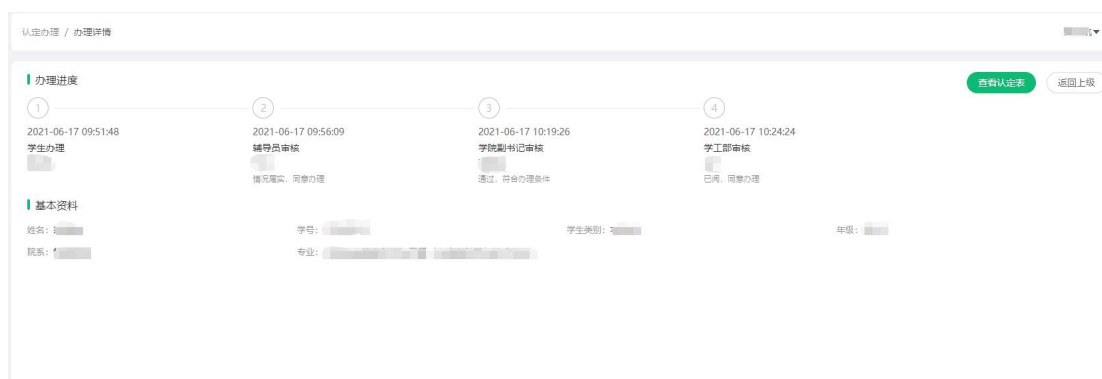 认定办理 / 办理详情
办理进度
查看认定表
返回上级
1
2
3
4
2021-06-17 09:51:48
2021-06-17 09:56:09
2021-06-17 10:19:26
2021-06-17 10:24:24
学生办理
辅导员审核
学院副书记审核
学工部审核
情况属实，同意办理
通过，符合办理条件
已阅，同意办理
基本资料
姓名：
学号：
学生类别：
年级：
院系：
专业：